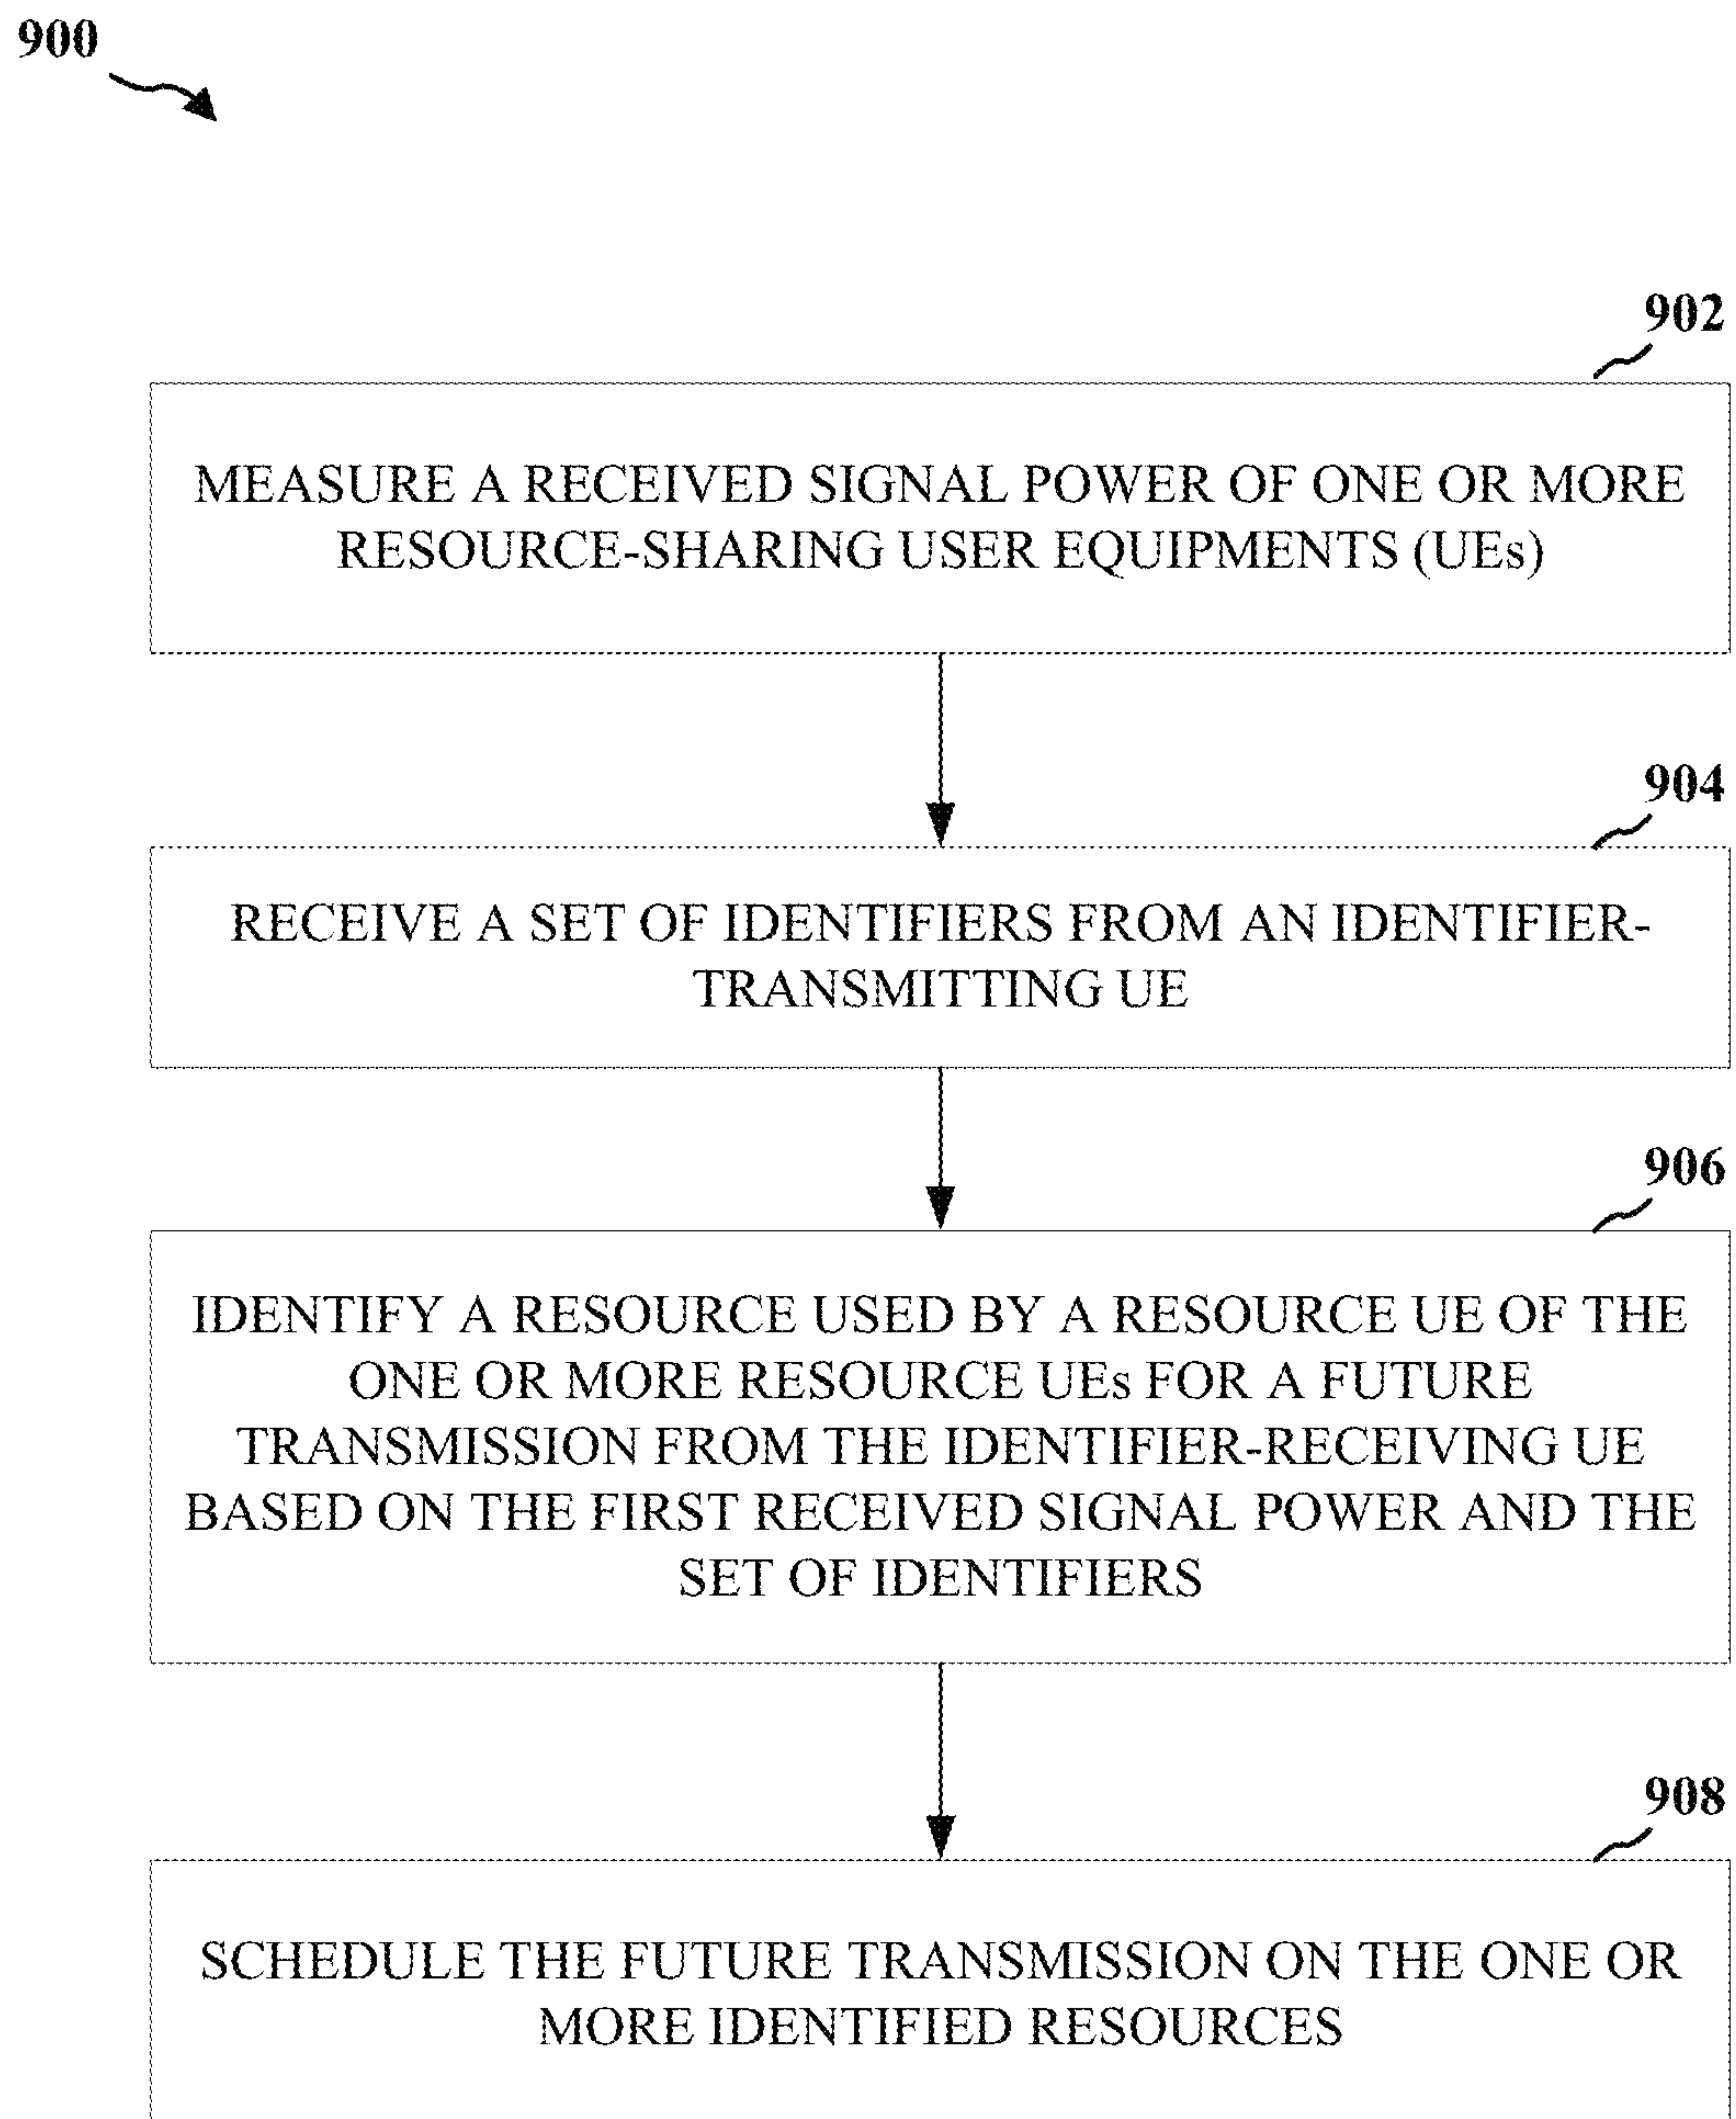 900
902
MEASURE A RECEIVED SIGNAL POWER OF ONE OR MORE
RESOURCE-SHARING USER EQUIPMENTS (UEs)
904
RECEIVE A SET OF IDENTIFIERS FROM AN IDENTIFIER-
TRANSMITTING UE
906
IDENTIFY A RESOURCE USED BY A RESOURCE UE OF THE
ONE OR MORE RESOURCE UEs FOR A FUTURE
TRANSMISSION FROM THE IDENTIFIER-RECEIVING UE
BASED ON THE FIRST RECEIVED SIGNAL POWER AND THE
SET OF IDENTIFIERS
908
SCHEDULE THE FUTURE TRANSMISSION ON THE ONE OR
MORE IDENTIFIED RESOURCES